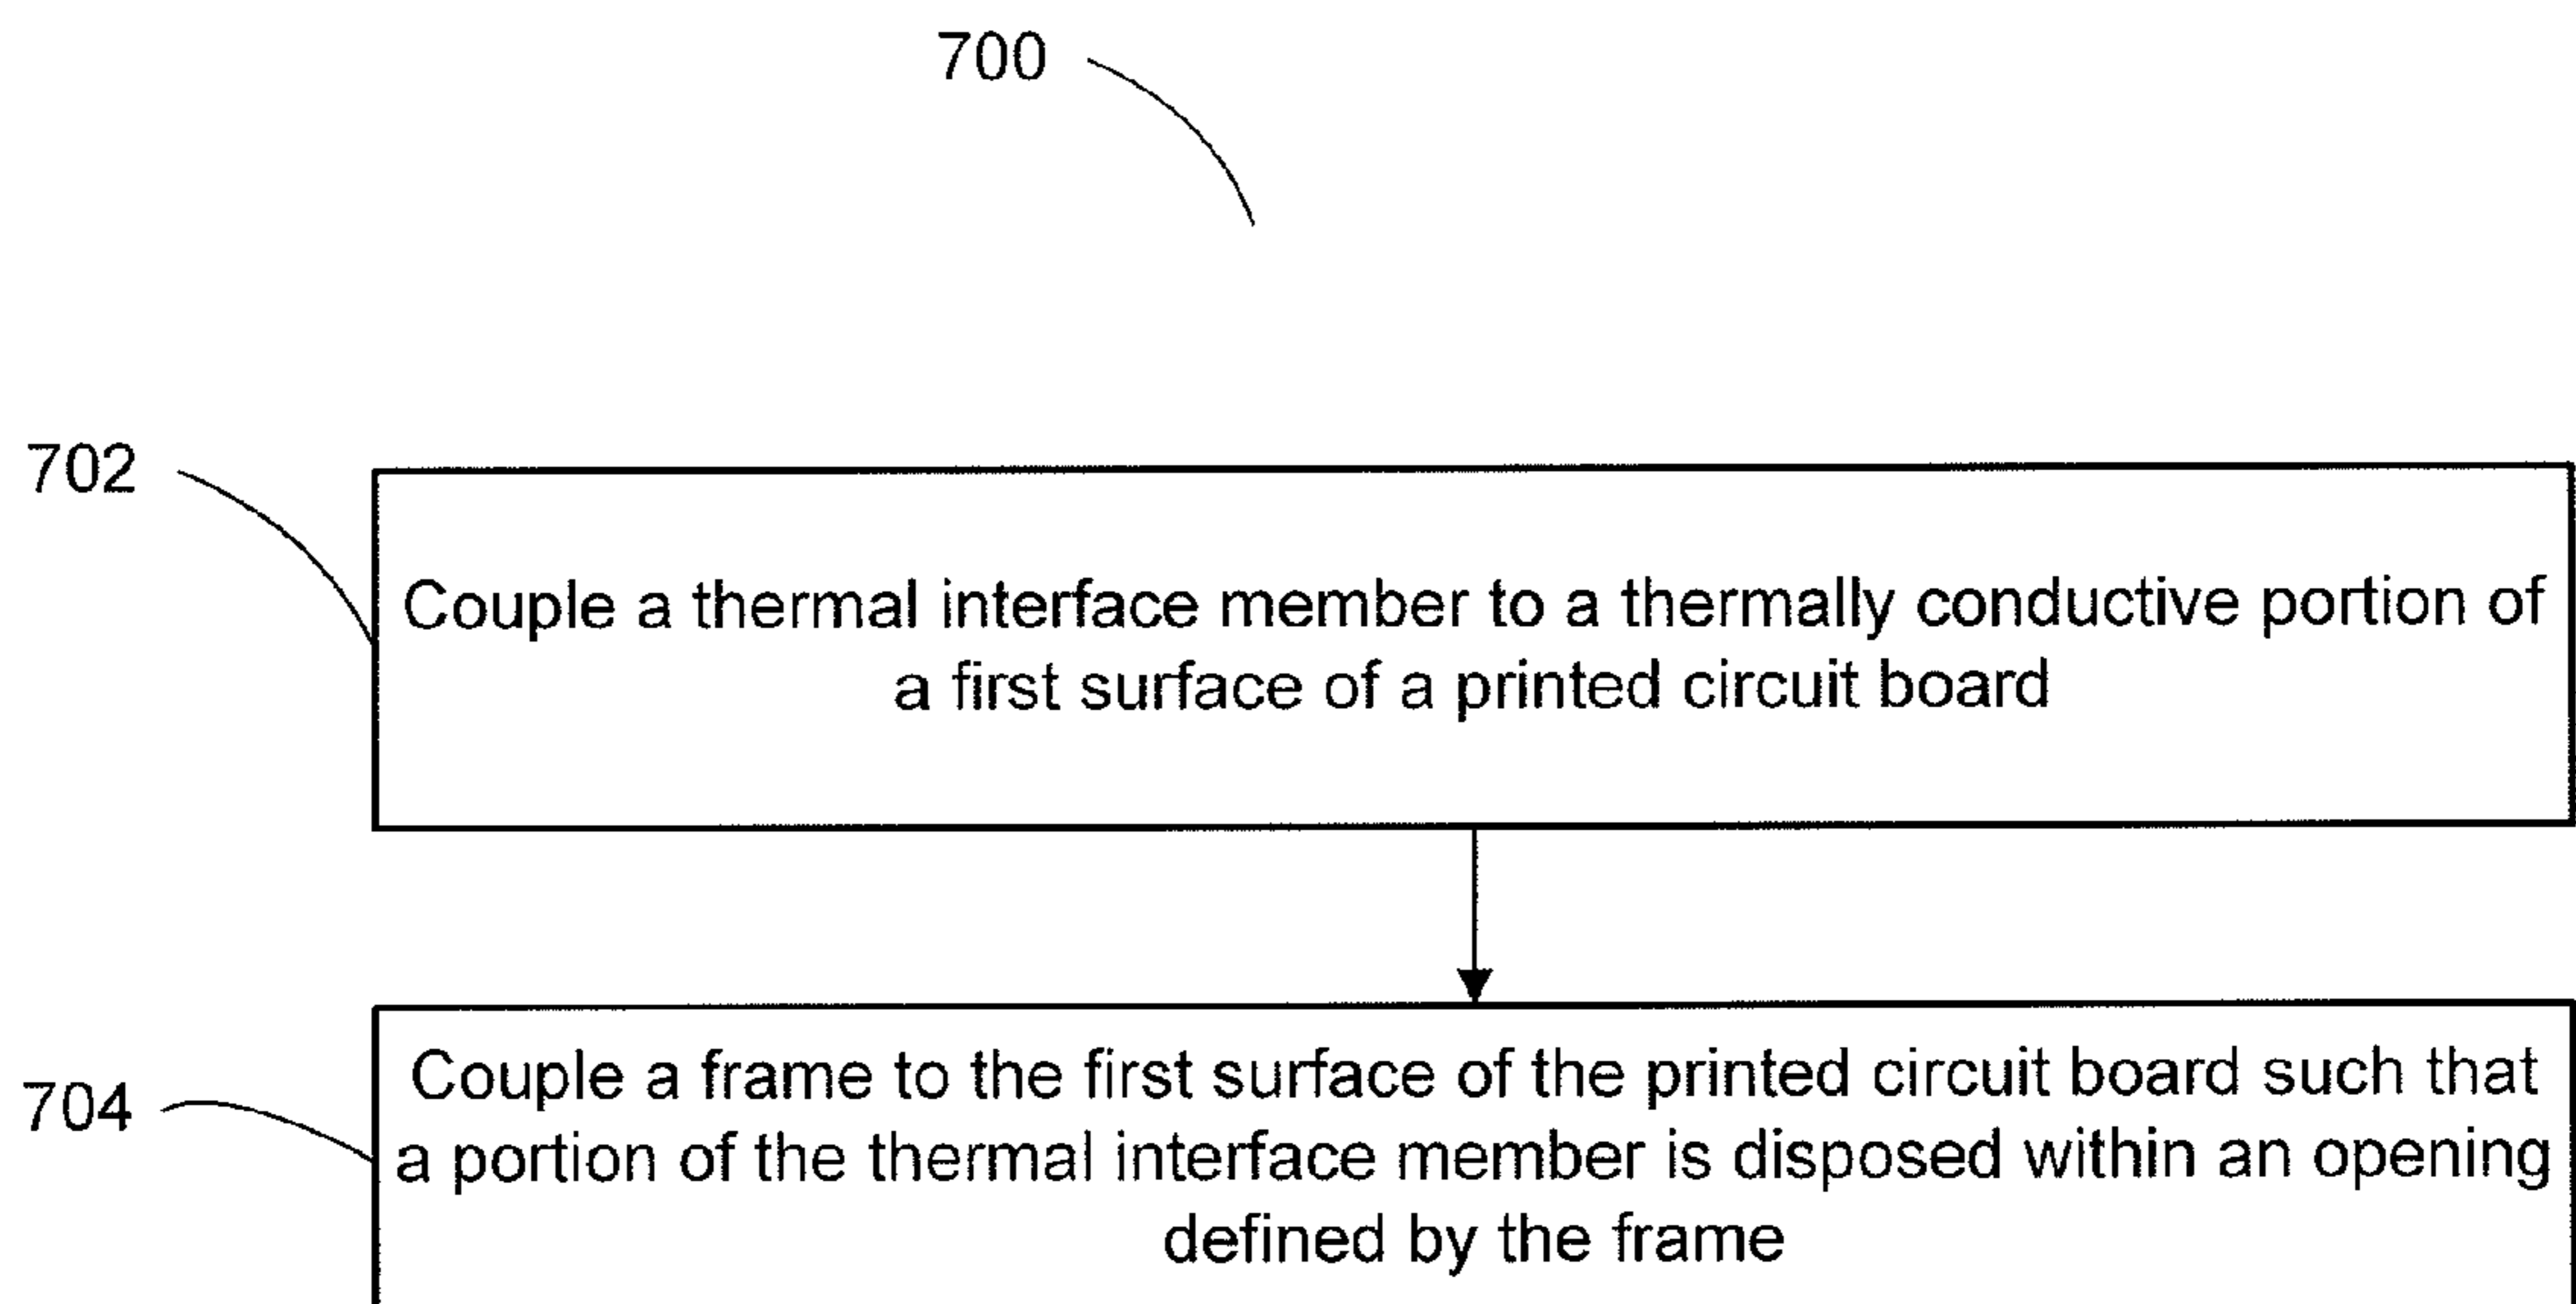 700
702
Couple a thermal interface member to a thermally conductive portion of
a first surface of a printed circuit board
704
Couple a frame to the first surface of the printed circuit board such that
a portion of the thermal interface member is disposed within an opening
defined by the frame